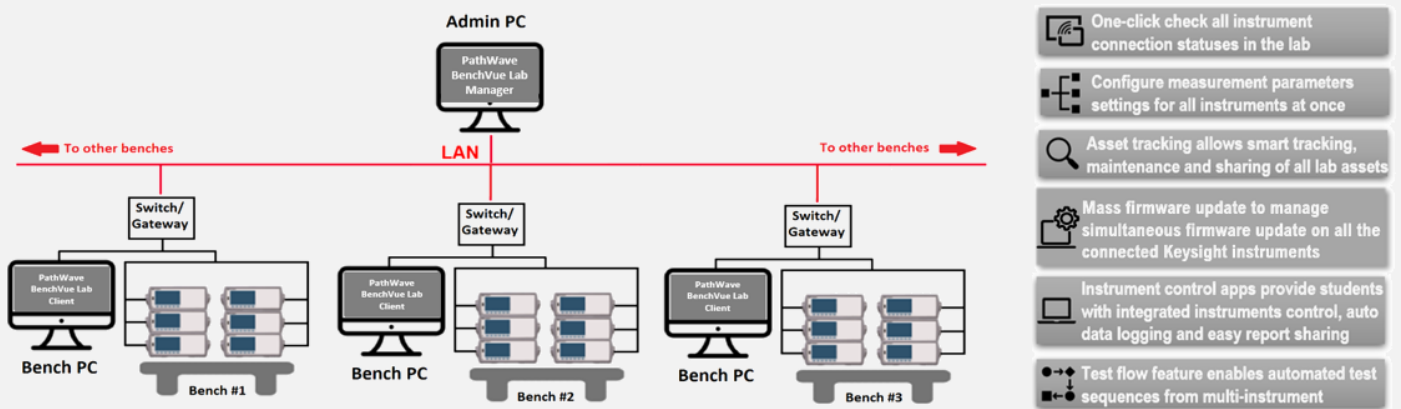 Admin PC
PathWave
BenchVue Lab
Manager
To other benches
LAN
To other benches
Switch/
Gateway
PathWave
BenchVue Lab
Client
Bench PC
Bench #1
Switch/
Gateway
PathWave
BenchVue Lab
Client
Bench PC
Bench #2
Switch/
Gateway
PathWave
BenchVue Lab
Client
Bench PC
Bench #3
One-click check all instrument
connection statuses in the lab
Configure measurement parameters
settings for all instruments at once
Asset tracking allows smart tracking,
maintenance and sharing of all lab assets
Mass firmware update to manage
simultaneous firmware update on all the
connected Keysight instruments
Instrument control apps provide students
with integrated instruments control, auto
data logging and easy report sharing
Test flow feature enables automated test
sequences from multi-instrument